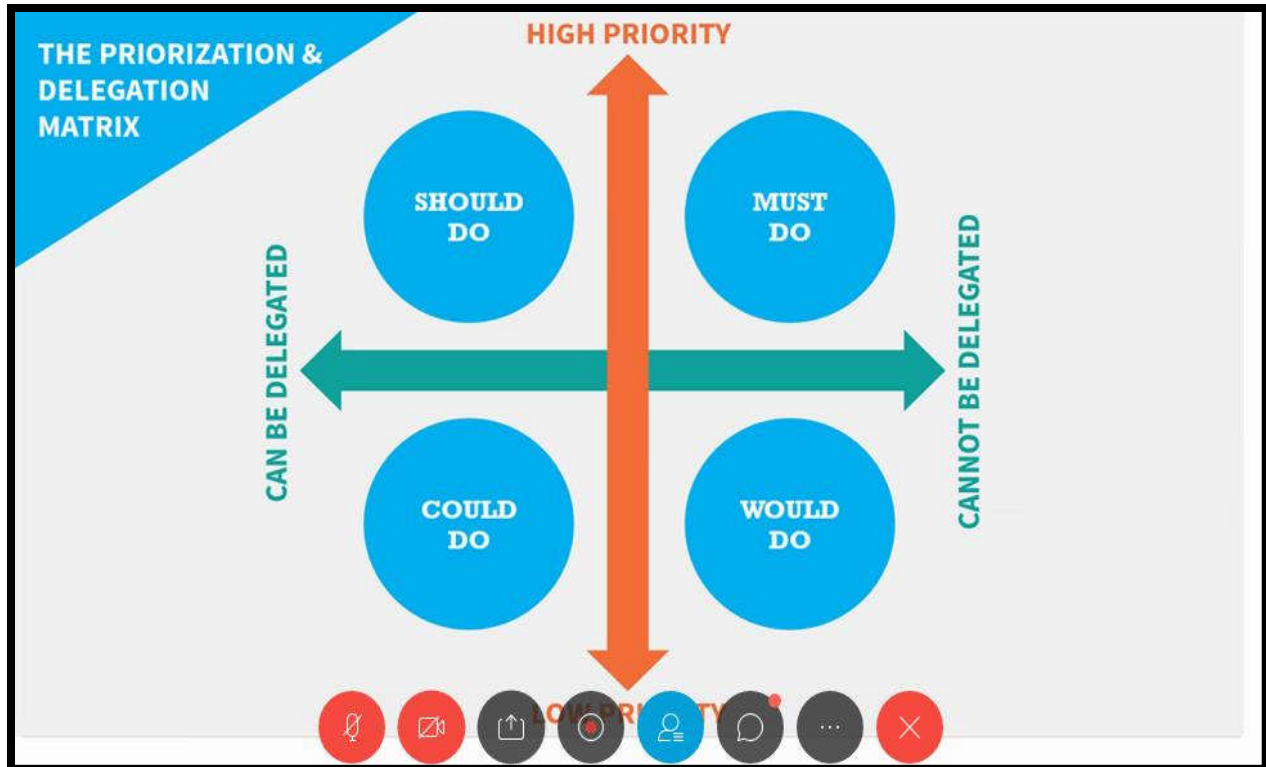 THE PRIORIZATION &
DELEGATION
MATRIX
HIGH PRIORITY
SHOULD
DO
MUST
DO
CAN BE DELEGATED
CANNOT BE DELEGATED
COULD
DO
WOULD
DO
LOW